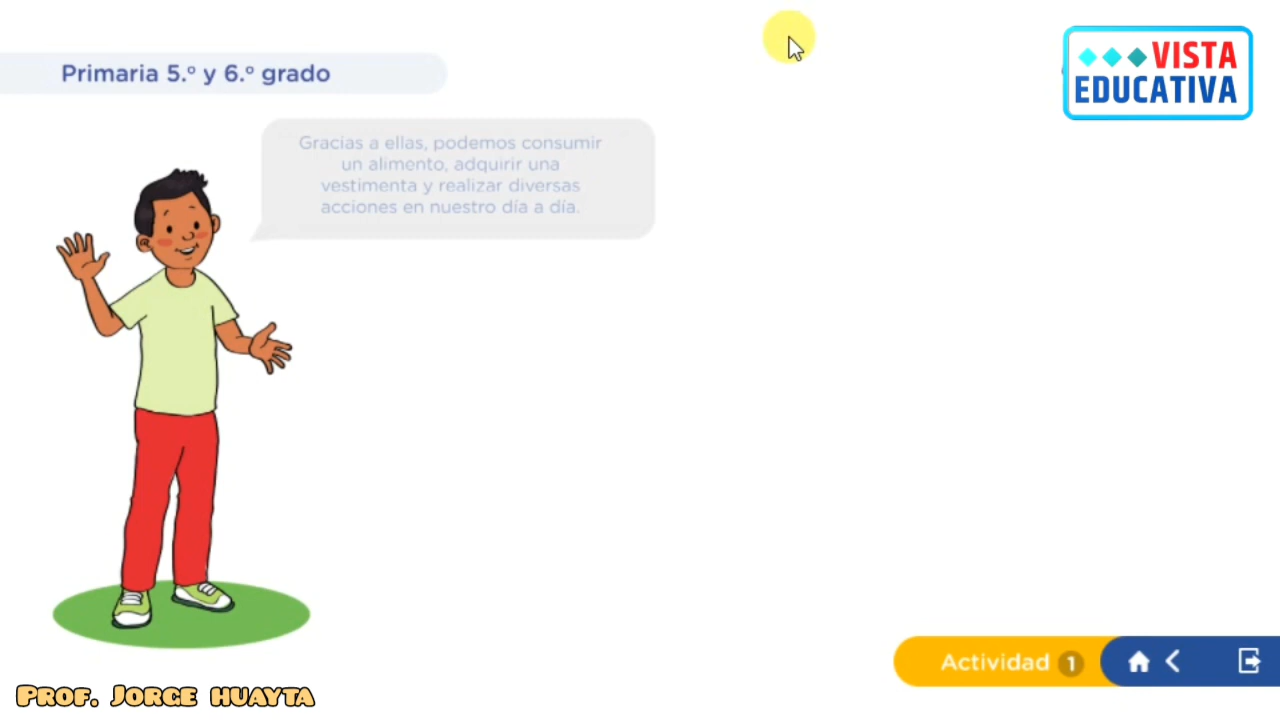 VISTA
EDUCATIVA
Primaria 5.º y 6.º grado
Gracias a ellas, podemos consumir
un alimento, adquirir una
vestimenta y realizar diversas
acciones en nuestro día a día.
Actividad 1
Prof. Jorge huayta